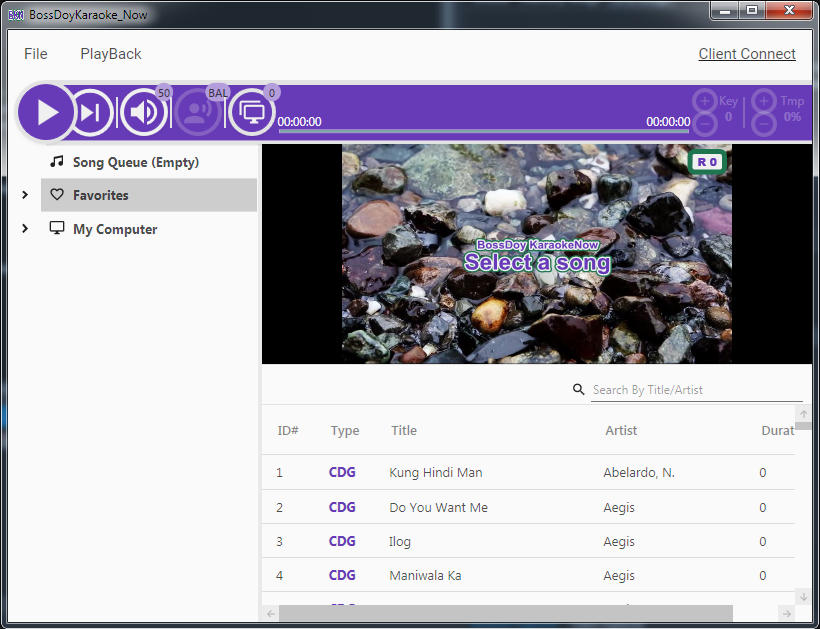 BossDoyKaraoke_Now
File PlayBack Client Connect
50 BAL 0
Key Tmp
0 0%
00:00:00 00:00:00
Song Queue (Empty)
Favorites
My Computer
R 0
BossDoy KaraokeNow
Select a song
Search By Title/Artist
ID# Type Title Artist Durat
1 CDG Kung Hindi Man Abelardo, N. 0
2 CDG Do You Want Me Aegis 0
3 CDG Ilog Aegis 0
4 CDG Maniwala Ka Aegis 0